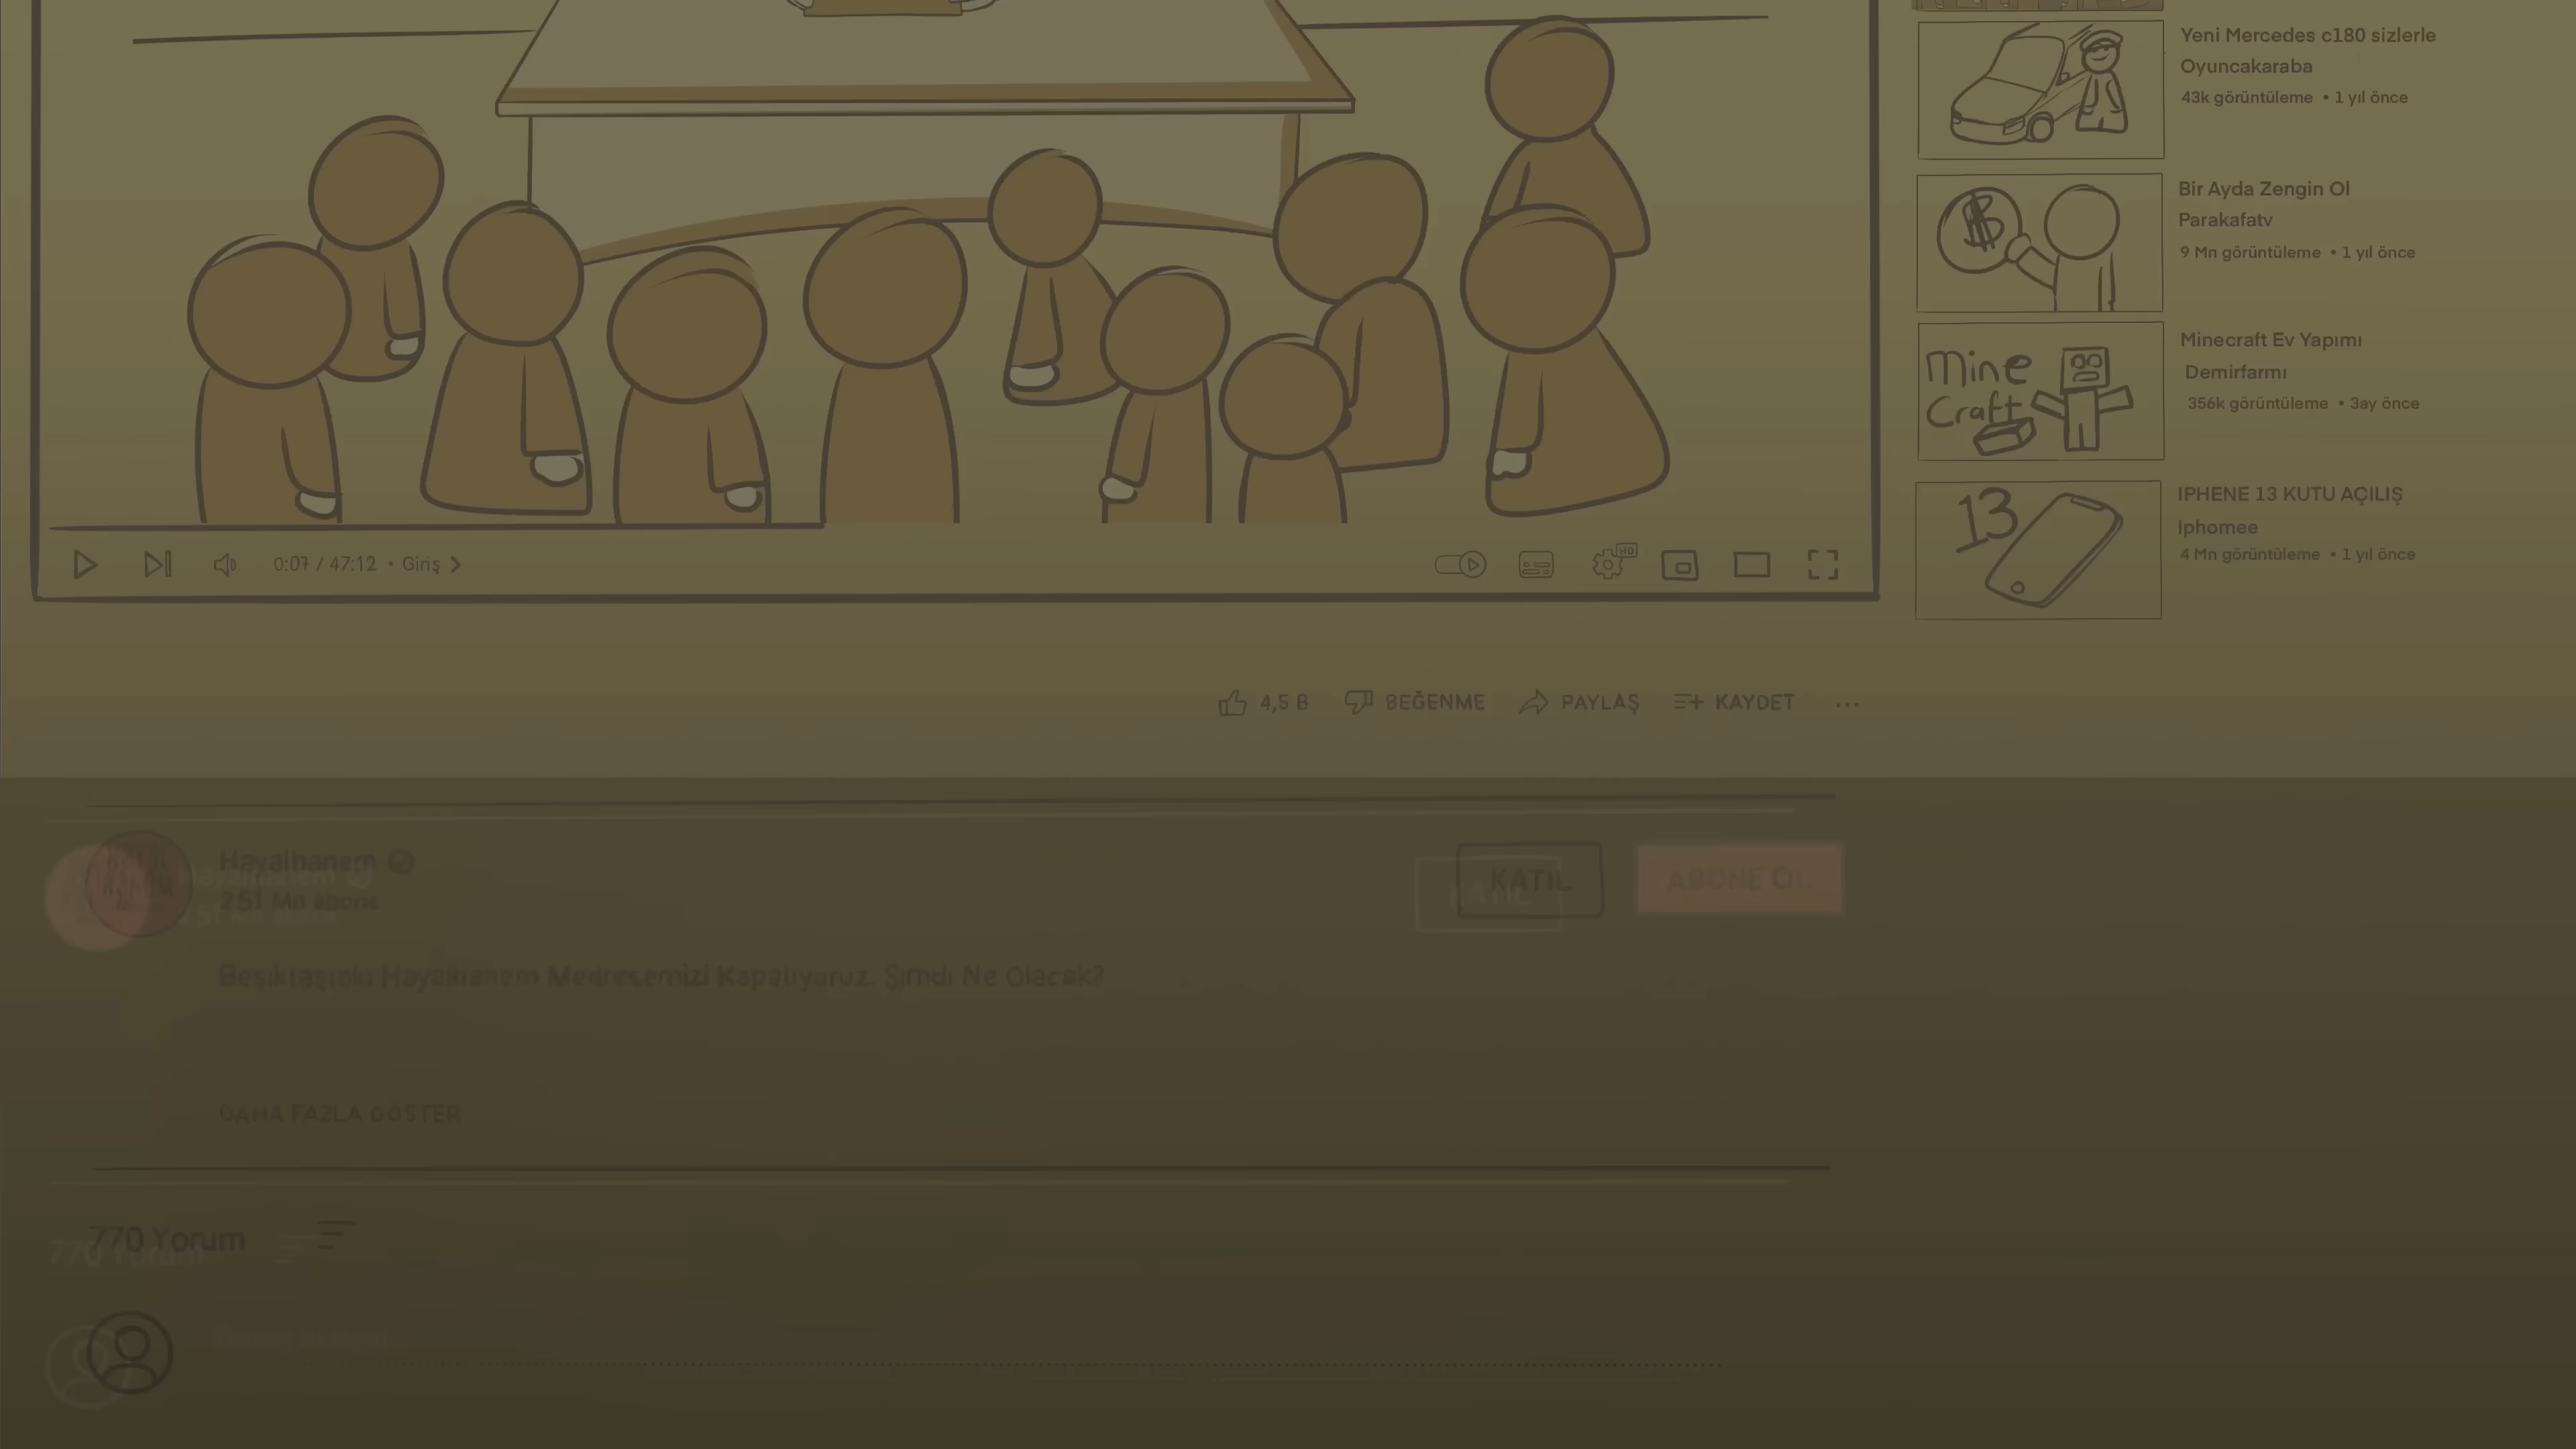 Yeni Mercedes c180 sizlerle
Oyuncakaraba
43k görüntüleme • 1 yıl önce
Bir Ayda Zengin Ol
Parakafatv
9 Mn görüntüleme • 1 yıl önce
Mine
Craft
Minecraft Ev Yapımı
Demirfarmı
356k görüntüleme • 3ay önce
13
IPHENE 13 KUTU AÇILIŞ
Iphomee
4 Mn görüntüleme • 1 yıl önce
0:07 / 47:12 • Giriş
HD
4,5 B BEĞENME PAYLAŞ KAYDET
Hayalhanem
251 Mn abone
KATIL
ABONE OL
Hayalhanem Medresemizi Kapatıyoruz. Şimdi Ne Olacak?
DAHA FAZLA GÖSTER
770 Yorum